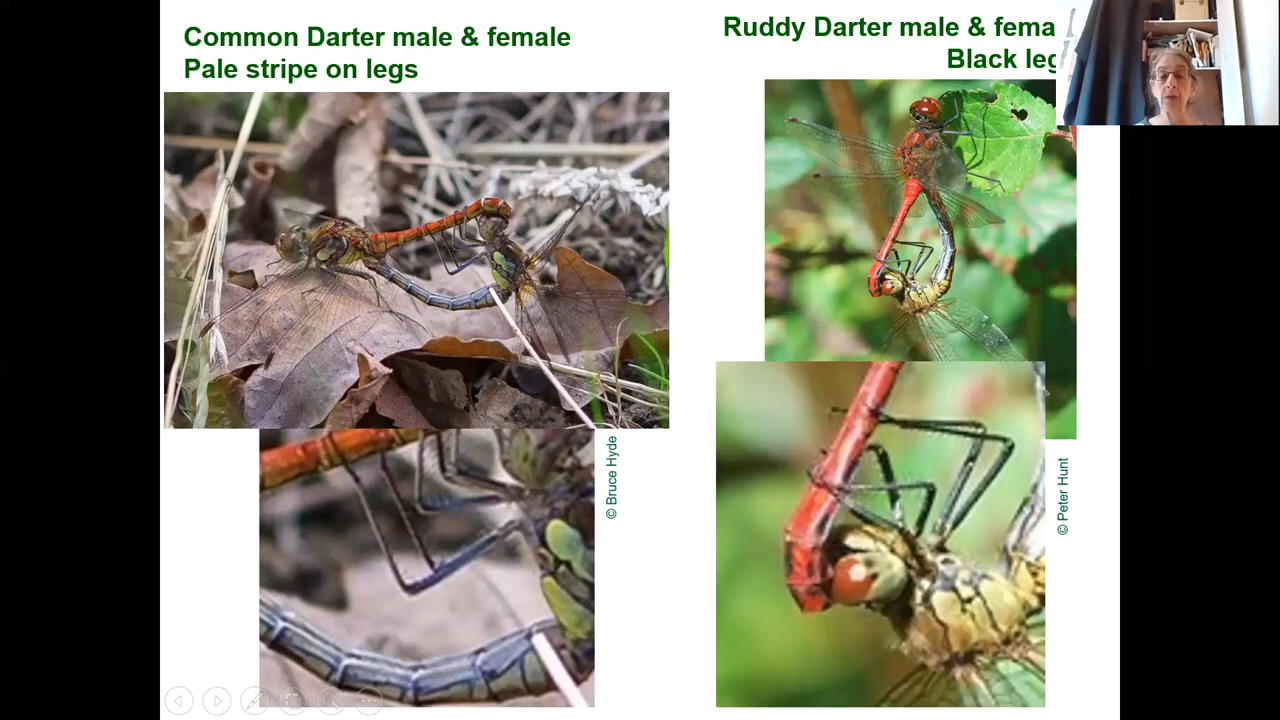 Common Darter male & female
Pale stripe on legs
Ruddy Darter male & fema
Black leg
© Bruce Hyde
© Peter Hunt